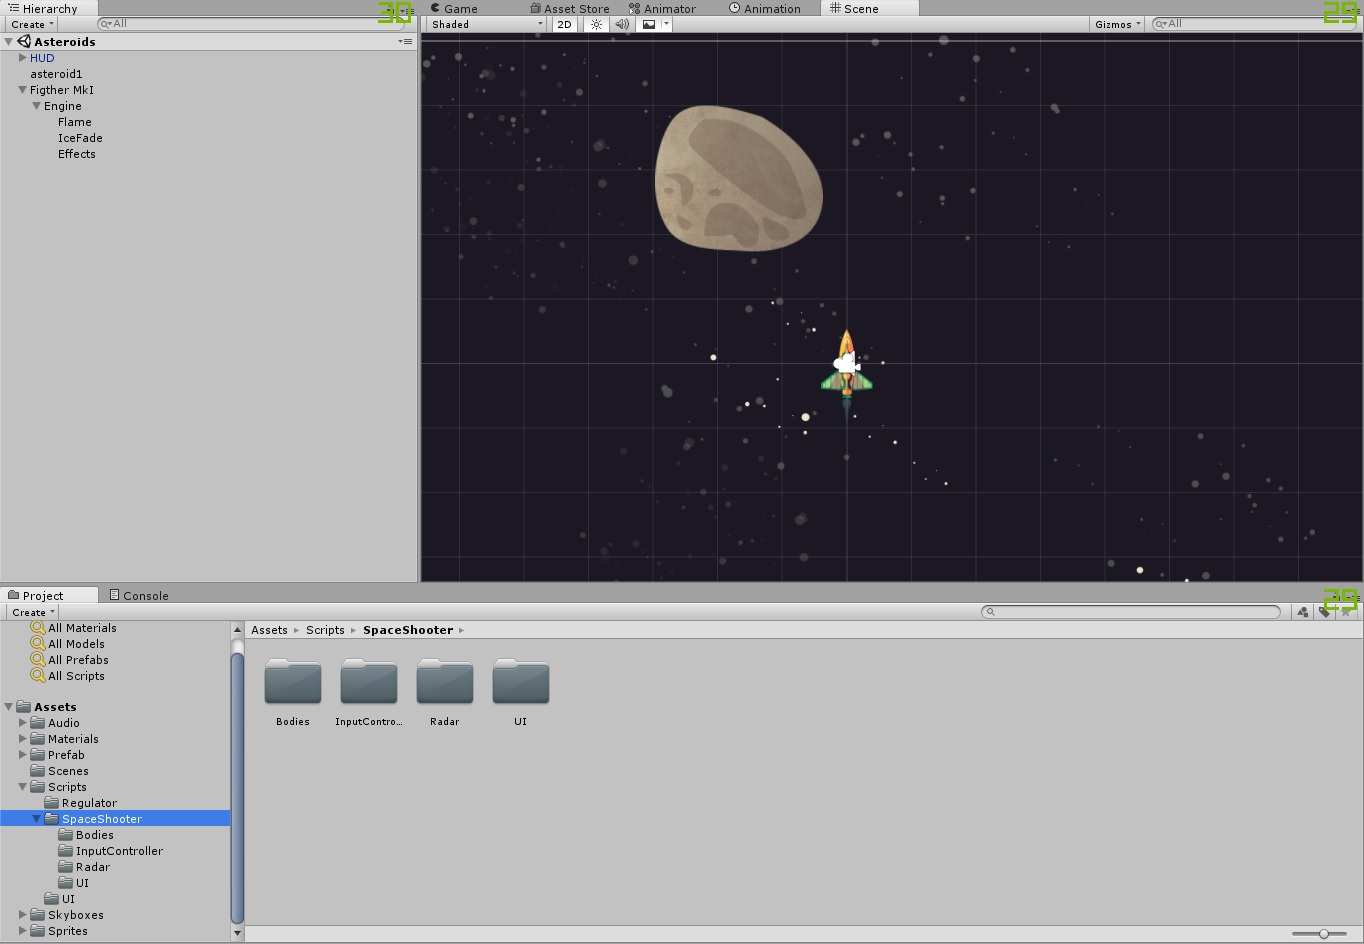 Hierarchy
30
Create
All
Asteroids
HUD
asteroid1
Figther MkI
Engine
Flame
IceFade
Effects
Game
Asset Store
Animator
Animation
Scene
29
Shaded
2D
Gizmos
All
Project
Console
29
Create
All Materials
All Models
All Prefabs
All Scripts
Assets
Audio
Materials
Prefab
Scenes
Scripts
Regulator
SpaceShooter
Bodies
InputController
Radar
UI
UI
Skyboxes
Sprites
Assets Scripts SpaceShooter
Bodies
InputContro...
Radar
UI